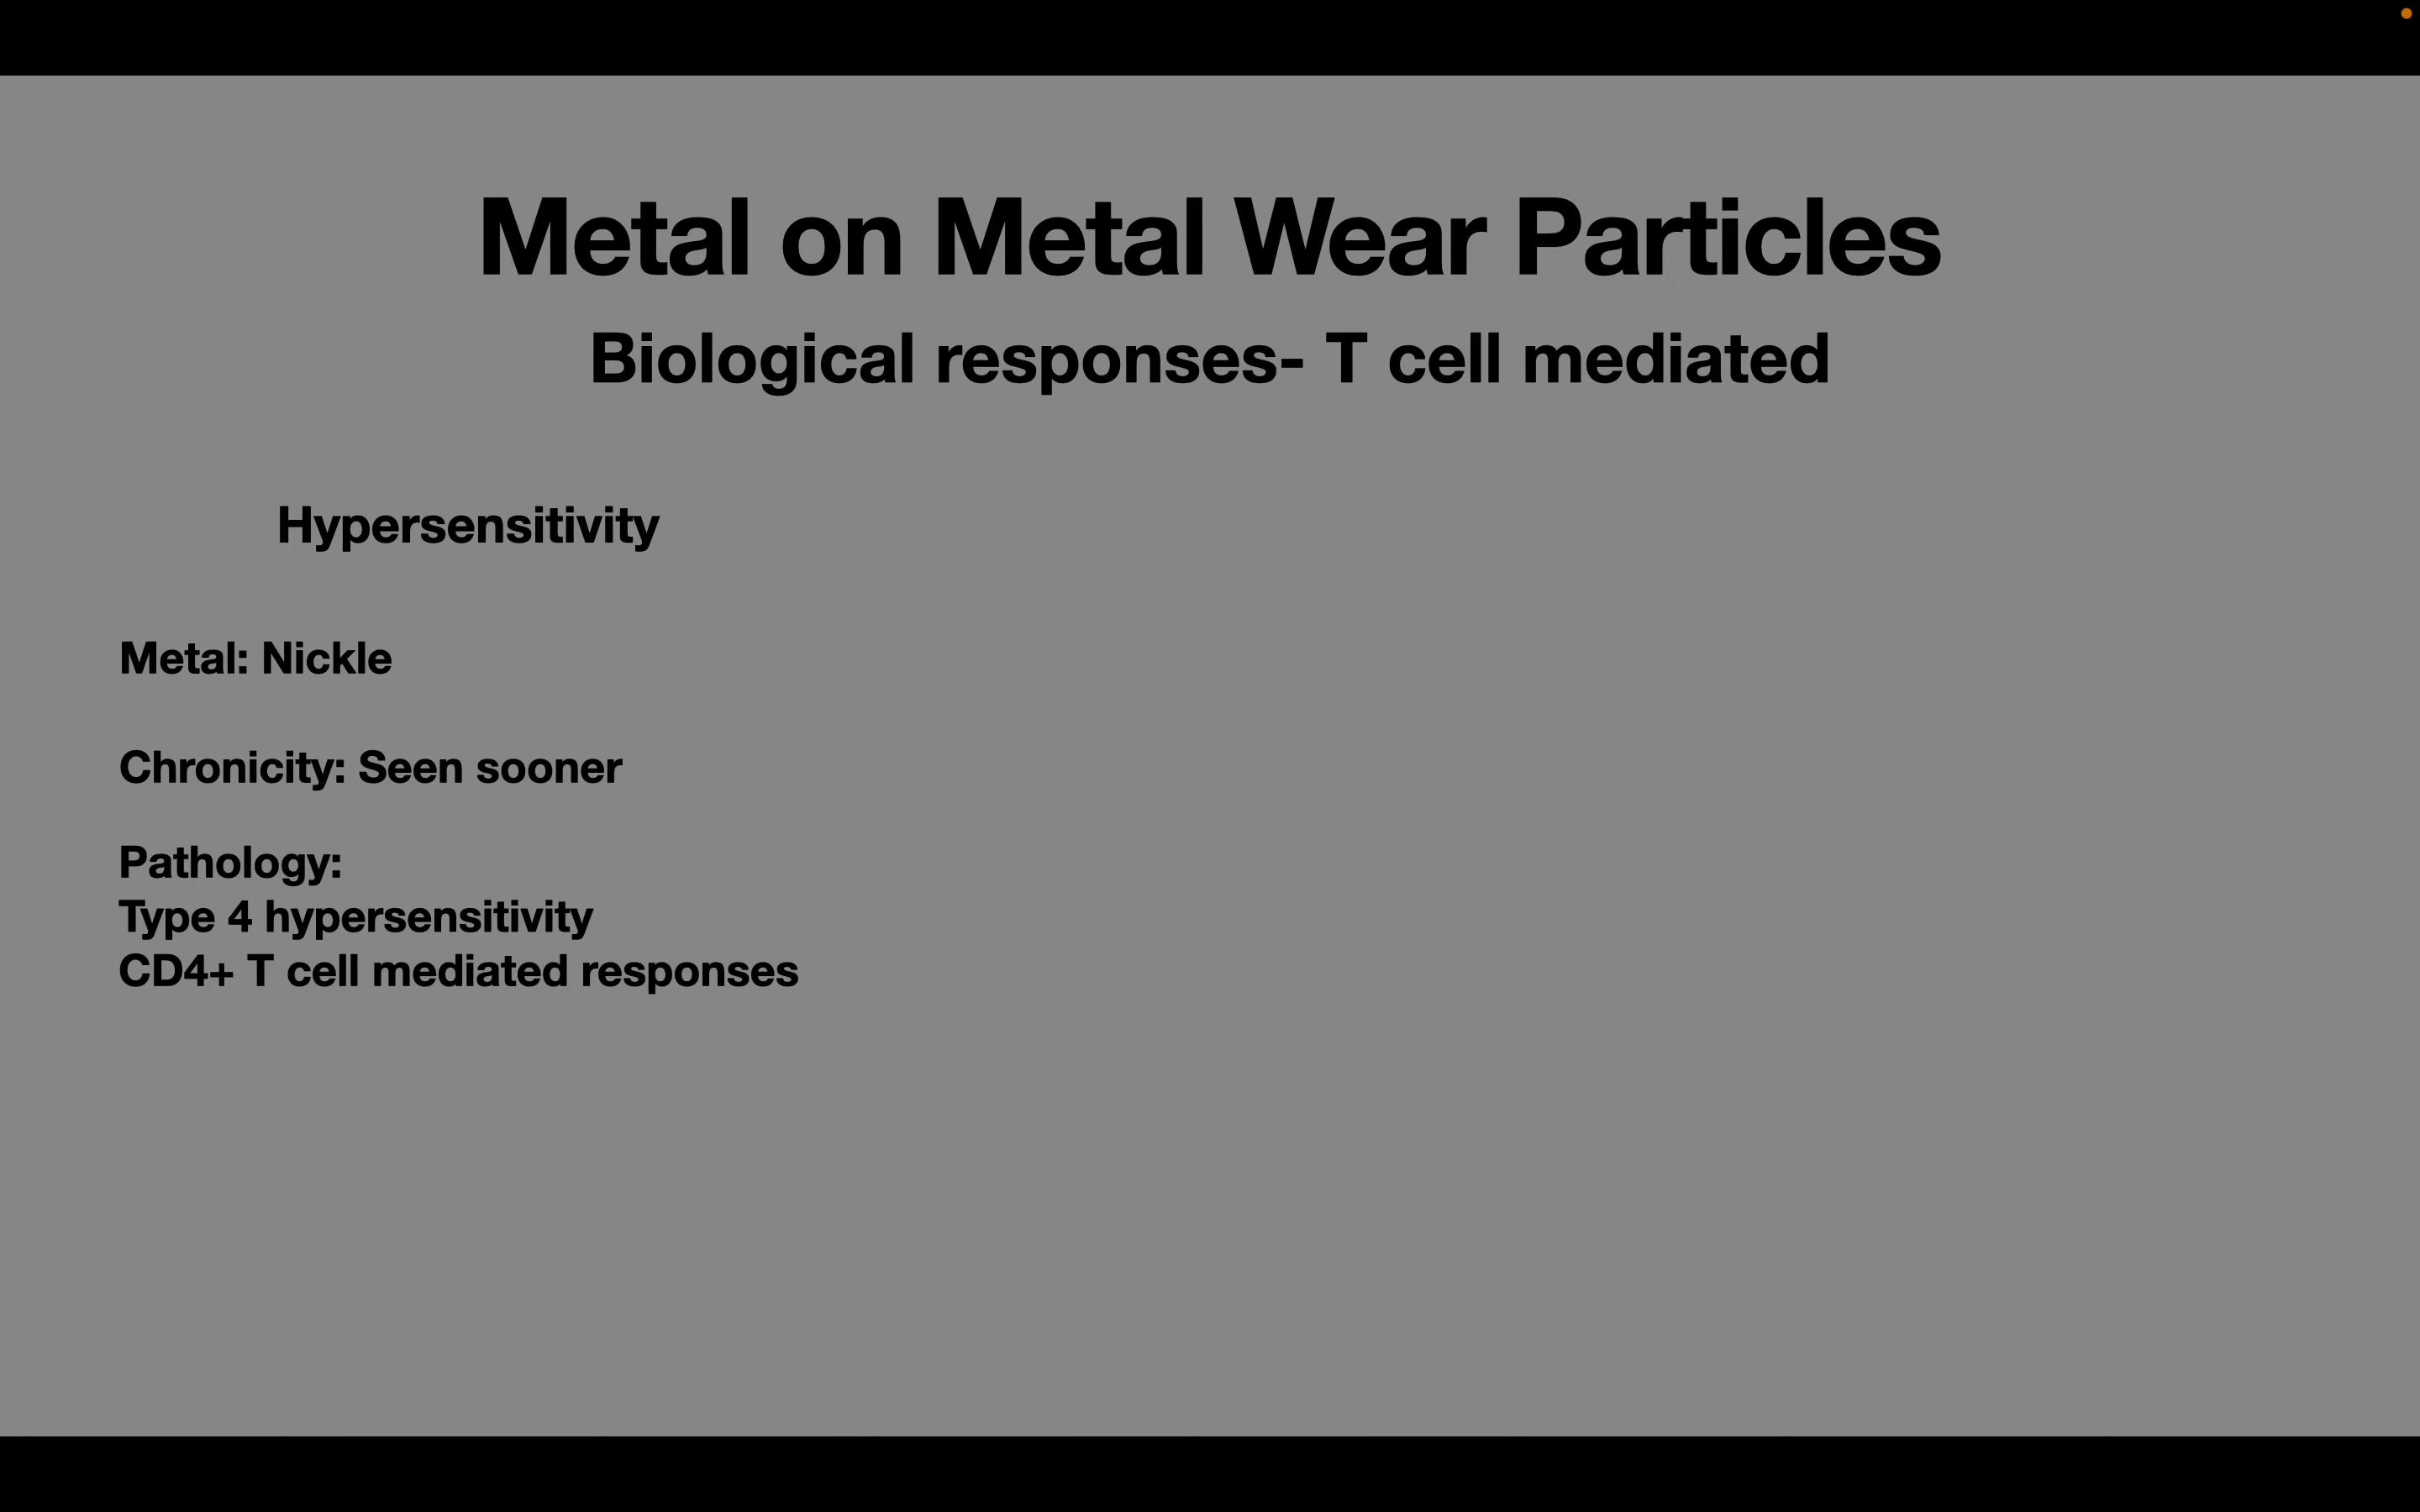 Metal on Metal Wear Particles
Biological responses- T cell mediated
Hypersensitivity
Metal: Nickle
Chronicity: Seen sooner
Pathology:
Type 4 hypersensitivity
CD4+ T cell mediated responses